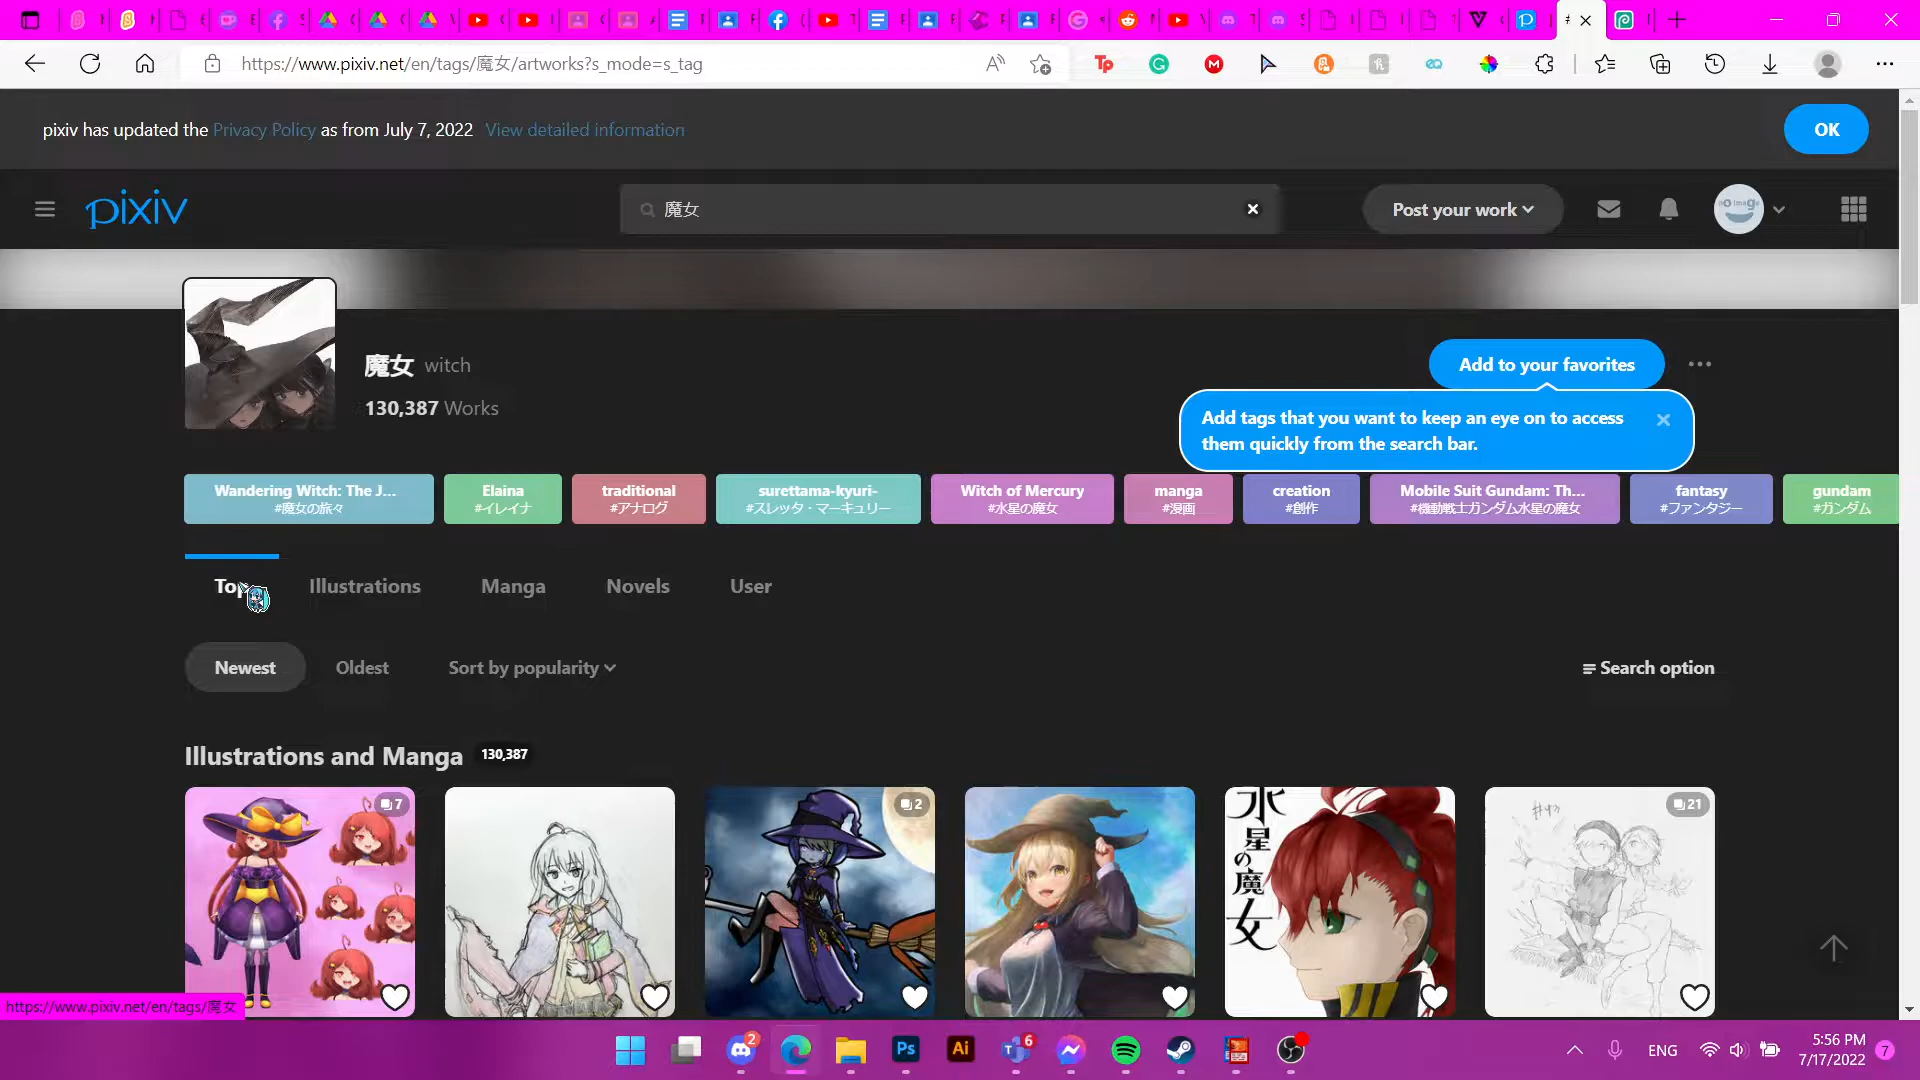 https://www.pixiv.net/en/tags/魔女/artworks?s_mode=s_tag
pixiv has updated the Privacy Policy as from July 7, 2022 View detailed information
OK
pixiv
魔女
Post your work
no image
魔女 witch
130,387 Works
Add to your favorites
Add tags that you want to keep an eye on to access
them quickly from the search bar.
Wandering Witch: The J...
#魔女の旅々
Elaina
#イレイナ
traditional
#アナログ
surettama-kyuri-
#スレッタ・マーキュリー
Witch of Mercury
#水星の魔女
manga
#漫画
creation
#創作
Mobile Suit Gundam: Th...
#機動戦士ガンダム水星の魔女
fantasy
#ファンタジー
gundam
#ガンダム
Top
Illustrations
Manga
Novels
User
Newest
Oldest
Sort by popularity
Search option
Illustrations and Manga 130,387
7
2
水星の魔女
21
https://www.pixiv.net/en/tags/魔女
2
Ps
Ai
6
ENG
5:56 PM
7/17/2022
7